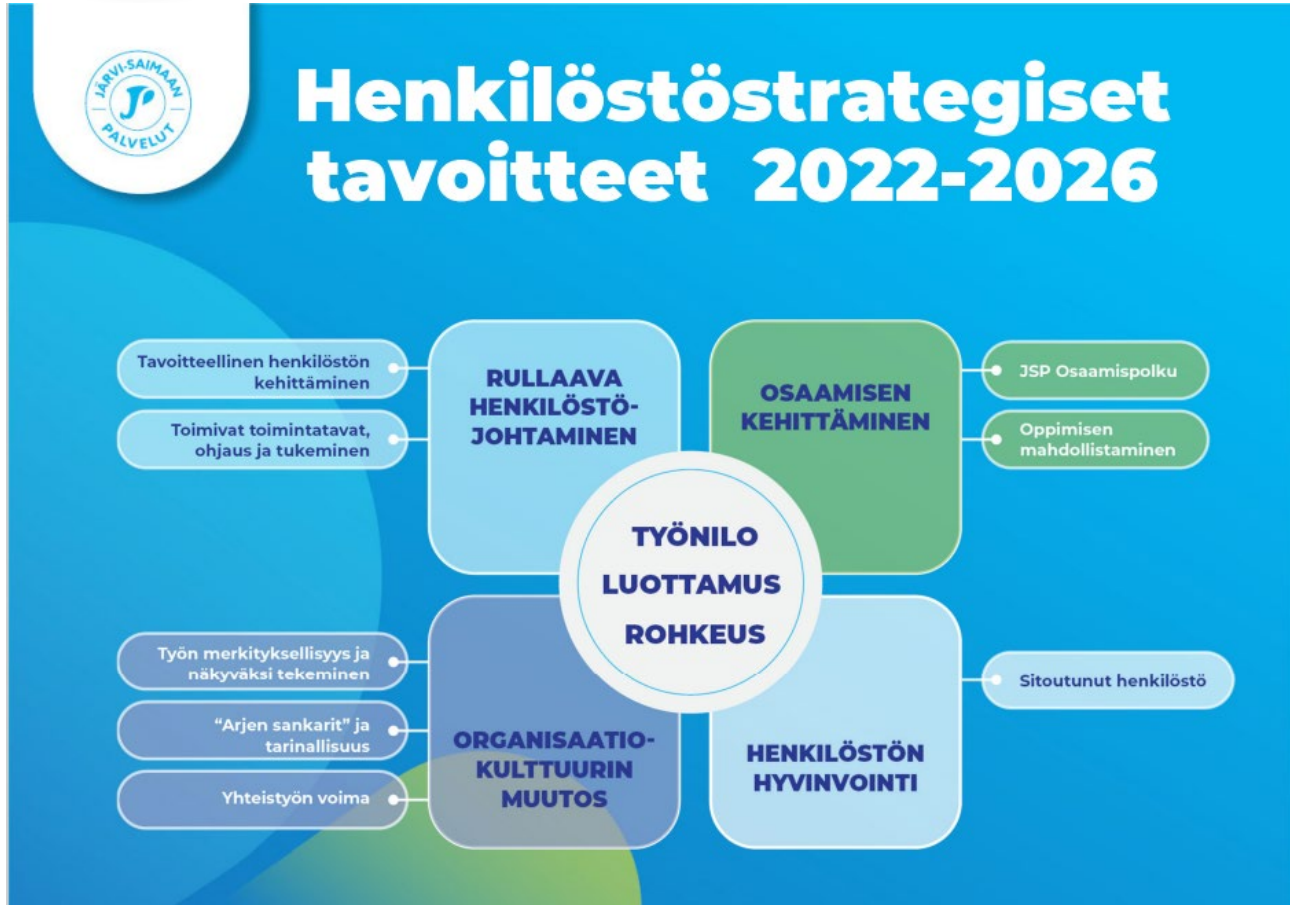 JÄRVI-SAIMAAN
JP
PALVELUT
Henkilöstöstrategiset
tavoitteet 2022-2026
Tavoitteellinen henkilöstön
kehittäminen
Toimivat toimintatavat,
ohjaus ja tukeminen
RULLAAVA
HENKILÖSTÖ-
JOHTAMINEN
OSAAMISEN
KEHITTÄMINEN
JSP Osaamispolku
Oppimisen
mahdollistaminen
TYÖNILO
LUOTTAMUS
ROHKEUS
Työn merkityksellisyys ja
näkyväksi tekeminen
“Arjen sankarit” ja
tarinallisuus
Yhteistyön voima
ORGANISAATIO-
KULTTUURIN
MUUTOS
HENKILÖSTÖN
HYVINVOINTI
Sitoutunut henkilöstö